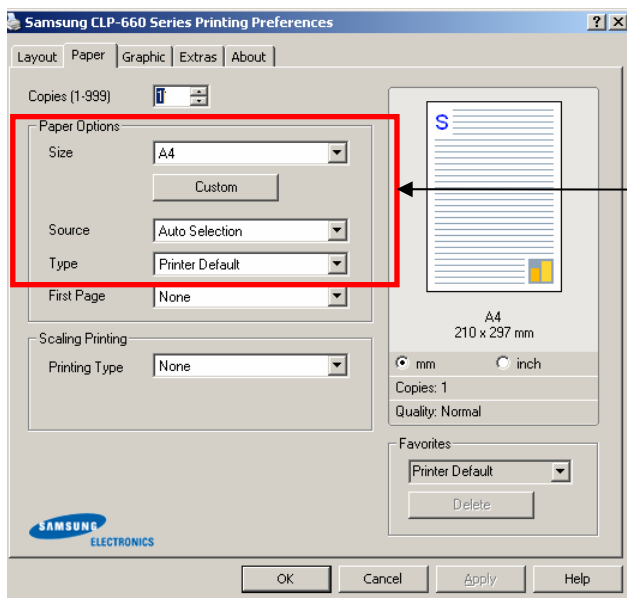 Samsung CLP-660 Series Printing Preferences
Layout Paper Graphic Extras About
Copies (1-999) 1
Paper Options
Size A4
Custom
Source Auto Selection
Type Printer Default
First Page None
Scaling Printing
Printing Type None
S
A4
210 x 297 mm
mm inch
Copies: 1
Quality: Normal
Favorites
Printer Default
Delete
SAMSUNG
ELECTRONICS
OK Cancel Apply Help